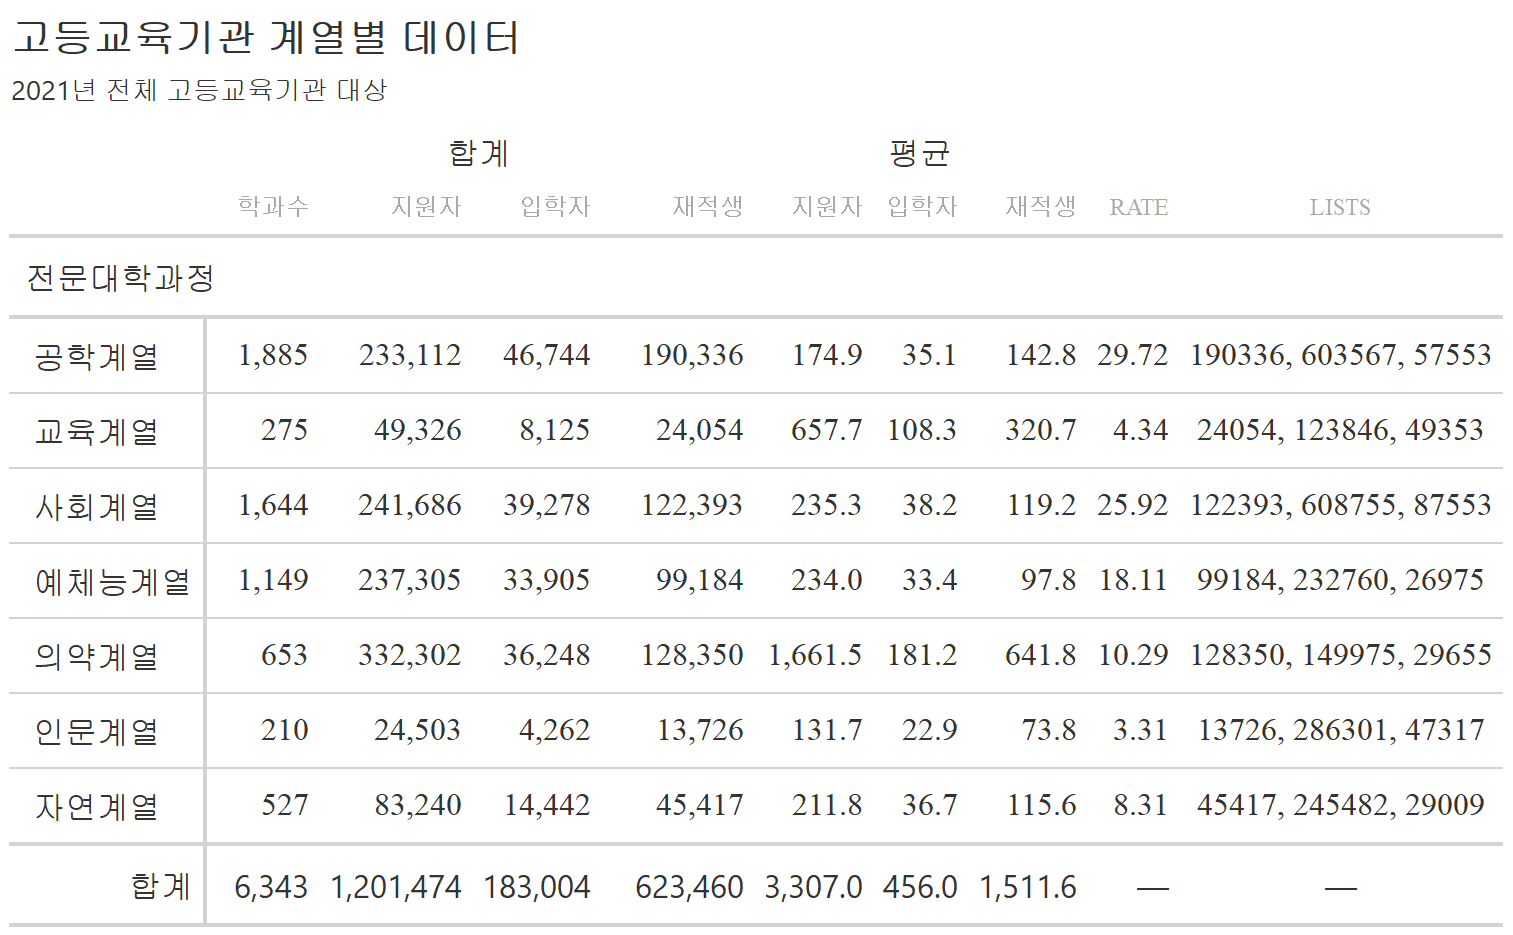 고등교육기관 계열별 데이터
2021년 전체 고등교육기관 대상
합계 평균
학과수 지원자 입학자 재적생 지원자 입학자 재적생 RATE LISTS
전문대학과정
공학계열 1,885 233,112 46,744 190,336 174.9 35.1 142.8 29.72 190336, 603567, 57553
교육계열 275 49,326 8,125 24,054 657.7 108.3 320.7 4.34 24054, 123846, 49353
사회계열 1,644 241,686 39,278 122,393 235.3 38.2 119.2 25.92 122393, 608755, 87553
예체능계열 1,149 237,305 33,905 99,184 234.0 33.4 97.8 18.11 99184, 232760, 26975
의약계열 653 332,302 36,248 128,350 1,661.5 181.2 641.8 10.29 128350, 149975, 29655
인문계열 210 24,503 4,262 13,726 131.7 22.9 73.8 3.31 13726, 286301, 47317
자연계열 527 83,240 14,442 45,417 211.8 36.7 115.6 8.31 45417, 245482, 29009
합계 6,343 1,201,474 183,004 623,460 3,307.0 456.0 1,511.6 — —